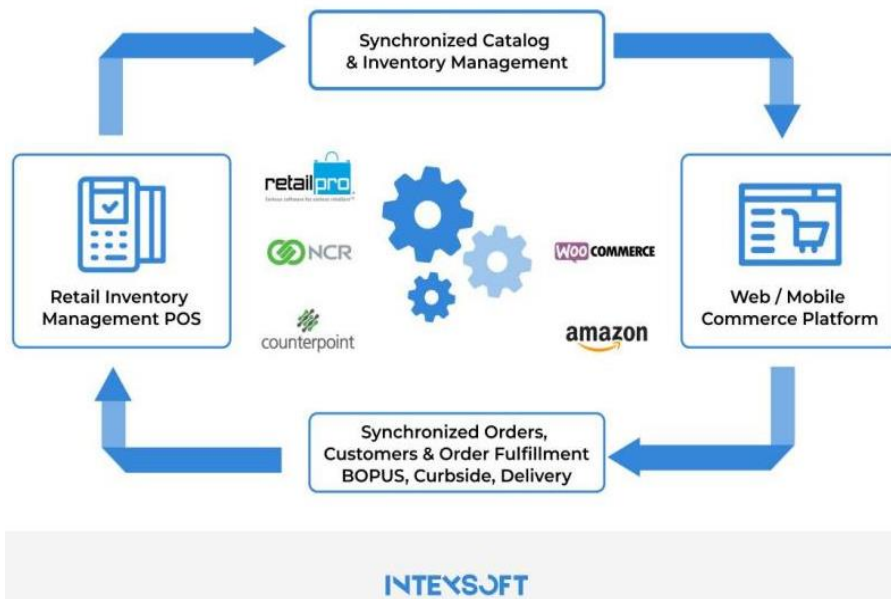 Synchronized Catalog
& Inventory Management
retailpro
NCR
counterpoint
WOO COMMERCE
amazon
Retail Inventory
Management POS
Web / Mobile
Commerce Platform
Synchronized Orders,
Customers & Order Fulfillment
BOPUS, Curbside, Delivery
INTEXSOFT